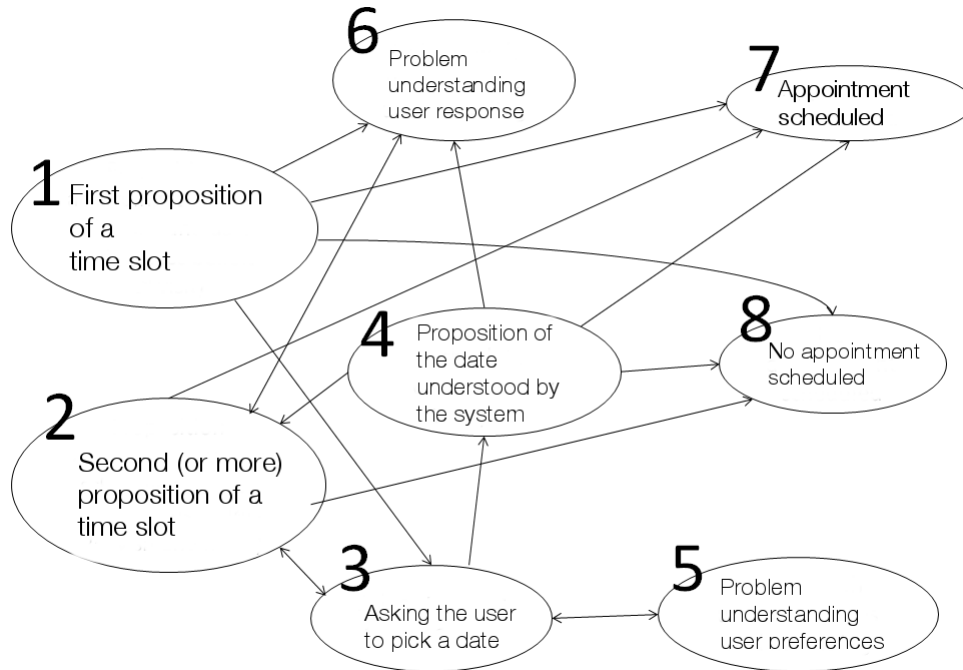 6
Problem
understanding
user response
7
Appointment
scheduled
1
First proposition
of a
time slot
4
Proposition of
the date
understood by
the system
8
No appointment
scheduled
2
Second (or more)
proposition of a
time slot
3
Asking the user
to pick a date
5
Problem
understanding
user preferences